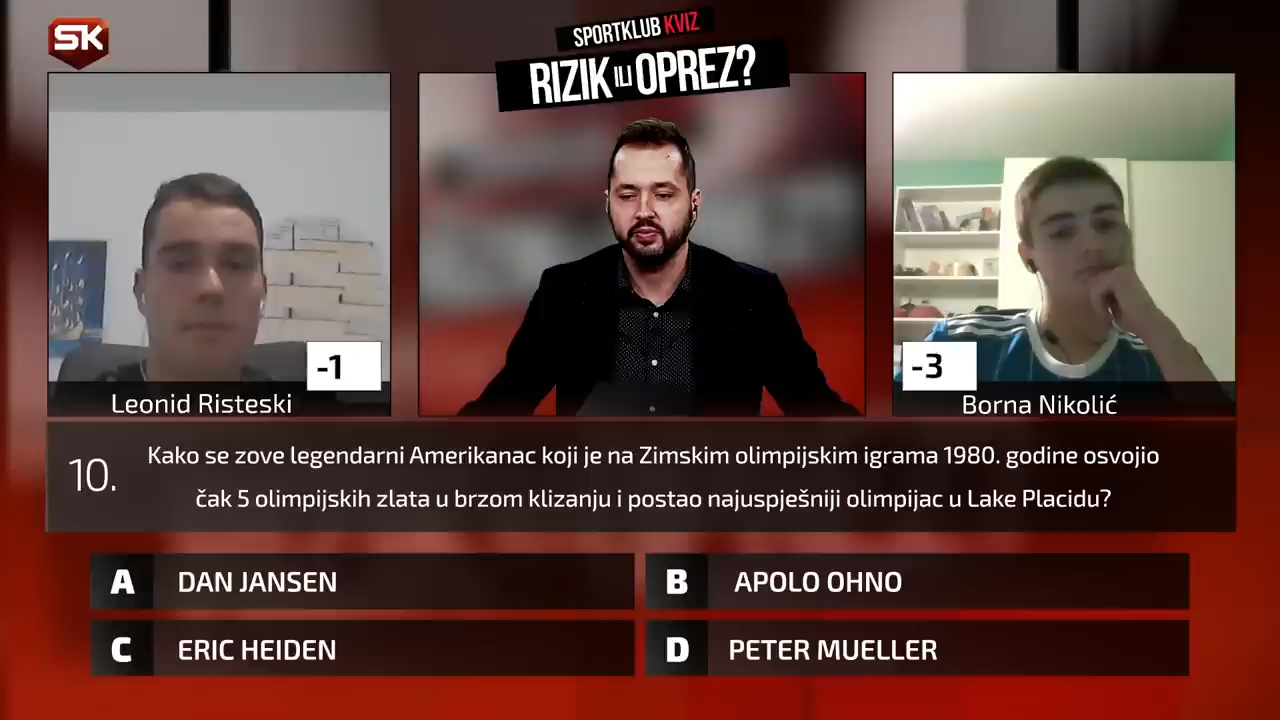 SK
SPORTKLUB KVIZ
RIZIK ILI OPREZ?
-1
-3
Leonid Risteski
Borna Nikolić
10.
Kako se zove legendarni Amerikanac koji je na Zimskim olimpijskim igrama 1980. godine osvojio
čak 5 olimpijskih zlata u brzom klizanju i postao najuspješniji olimpijac u Lake Placidu?
A DAN JANSEN
B APOLO OHNO
C ERIC HEIDEN
D PETER MUELLER